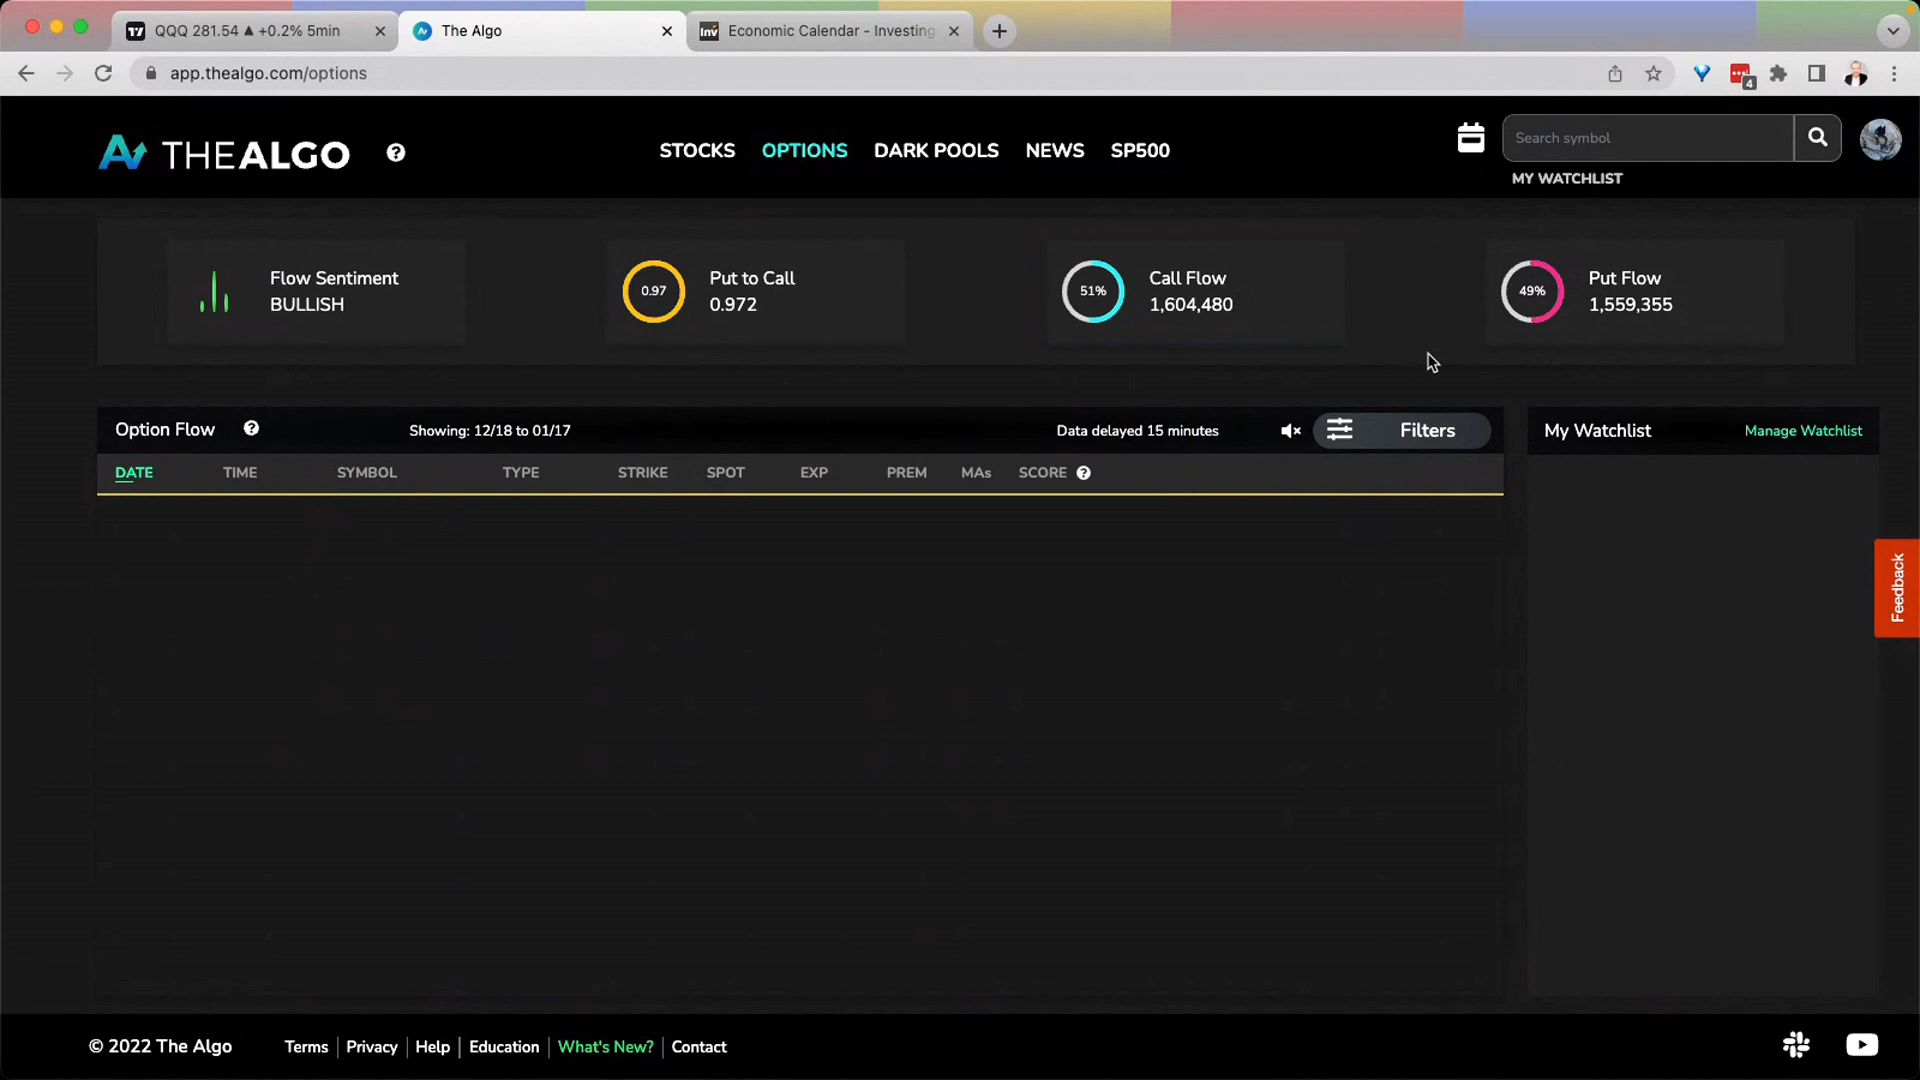 QQQ 281.54 ▲ +0.2% 5min
The Algo
Inv Economic Calendar - Investing
app.thealgo.com/options
4
THEALGO
STOCKS OPTIONS DARK POOLS NEWS SP500
Search symbol
MY WATCHLIST
Flow Sentiment
BULLISH
0.97
Put to Call
0.972
51%
Call Flow
1,604,480
49%
Put Flow
1,559,355
Option Flow
Showing: 12/18 to 01/17
Data delayed 15 minutes
Filters
My Watchlist
Manage Watchlist
DATE TIME SYMBOL TYPE STRIKE SPOT EXP PREM MAs SCORE
Feedback
© 2022 The Algo
Terms | Privacy | Help | Education | What's New? | Contact